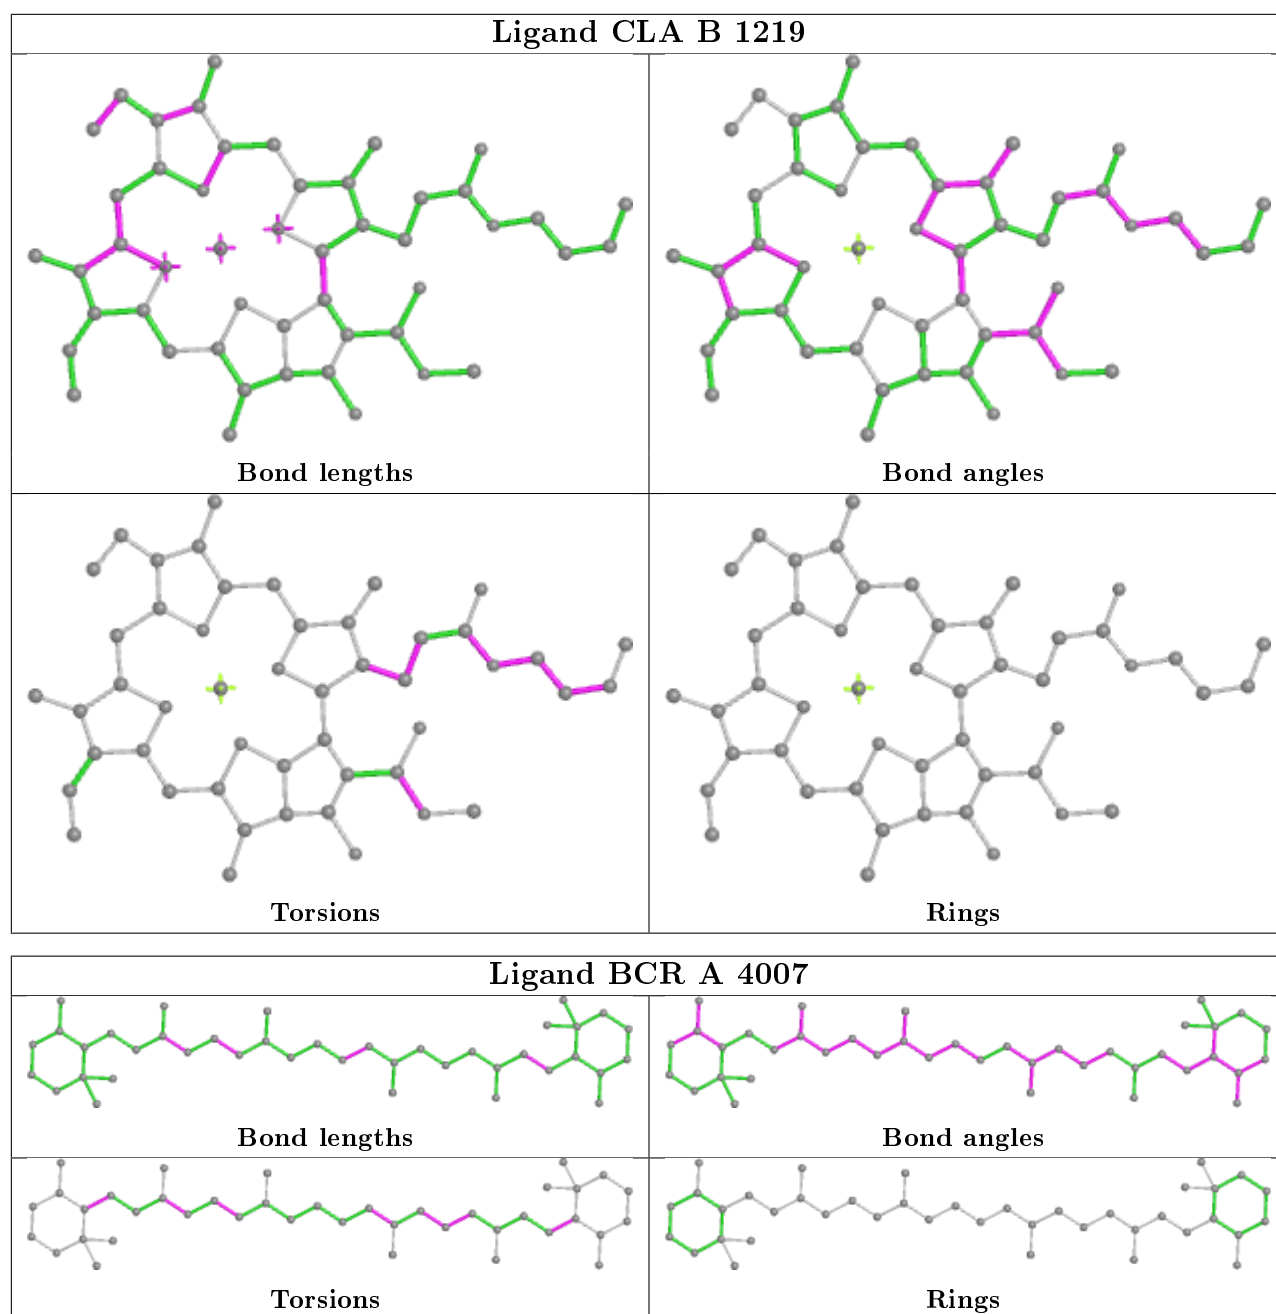 Ligand CLA B 1219
Bond lengths
Bond angles
Torsions
Rings
Ligand BCR A 4007
Bond lengths
Bond angles
Torsions
Rings